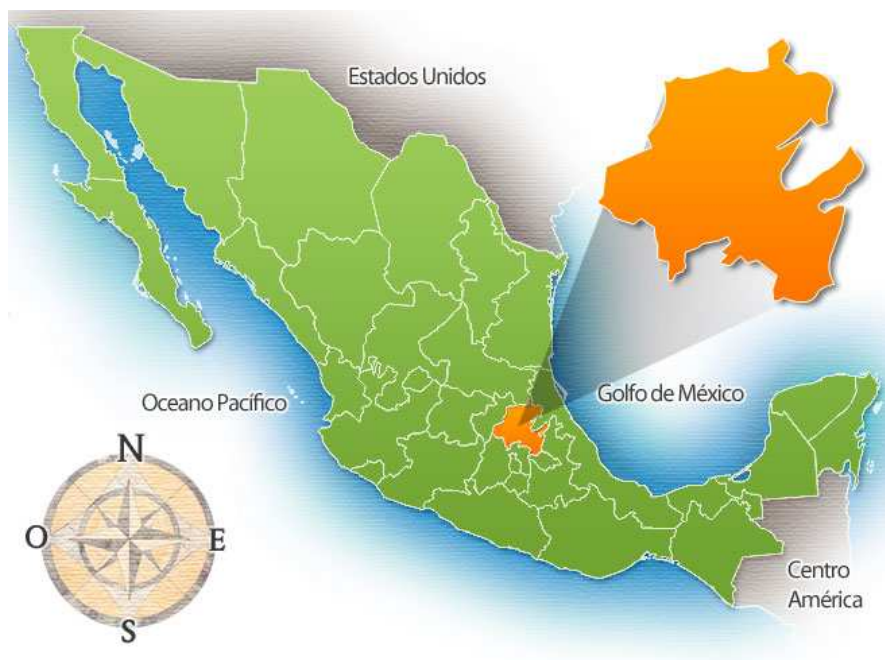 Estados Unidos
Golfo de México
Oceano Pacífico
N
O
E
S
Centro
América